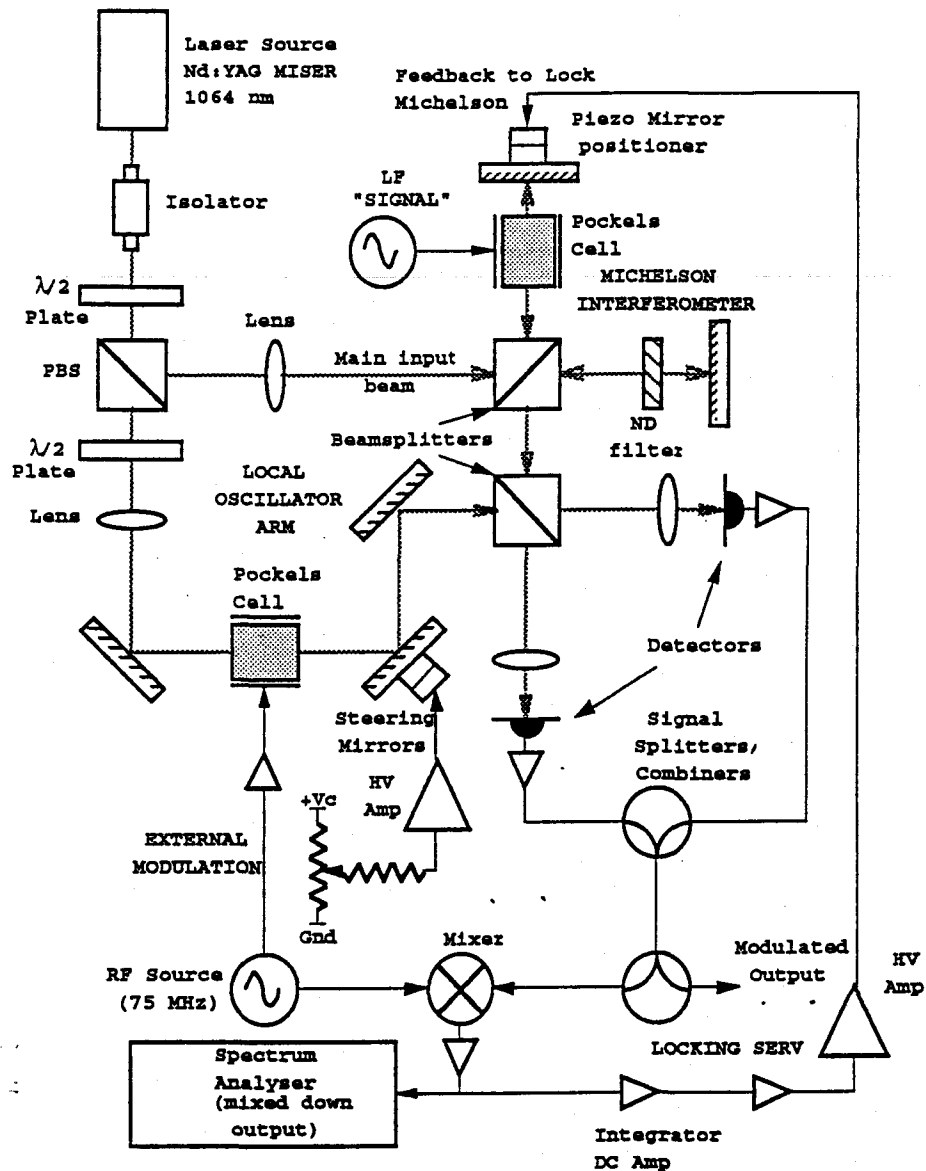 Laser Source
Nd:YAG MISER
1064 nm
Feedback to Lock
Michelson
Piezo Mirror
positioner
Isolator
LF
"SIGNAL"
Pockels
Cell
MICHELSON
INTERFEROMETER
λ/2
Plate
Lens
PBS
Main input
beam
ND
filter
Beamsplitters
λ/2
Plate
LOCAL
OSCILLATOR
ARM
Lens
Pockels
Cell
Detectors
Steering
Mirrors
Signal
Splitters/
Combiners
HV
Amp
+Vc
EXTERNAL
MODULATION
Gnd
Mixer
Modulated
Output
HV
Amp
RF Source
(75 MHz)
LOCKING SERV
Spectrum
Analyser
(mixed down
output)
Integrator
DC Amp